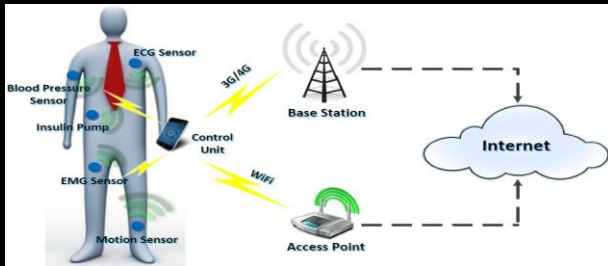 ECG Sensor
Blood Pressure
Sensor
Insulin Pump
EMG Sensor
Motion Sensor
Control
Unit
3G/4G
WiFi
Base Station
Access Point
Internet